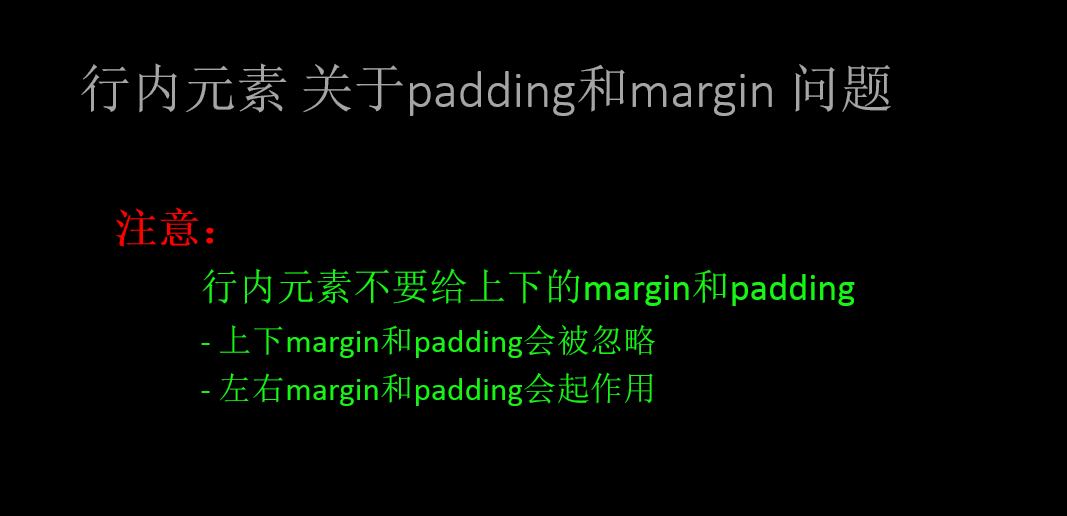 行内元素 关于padding和margin 问题
注意：
行内元素不要给上下的margin和padding
- 上下margin和padding会被忽略
- 左右margin和padding会起作用